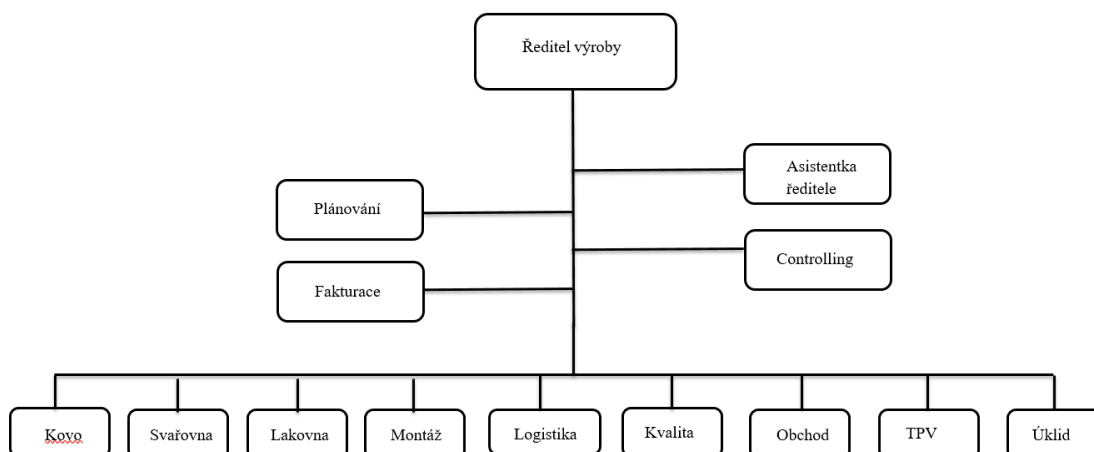 Ředitel výroby
Asistentka
ředitele
Plánování
Controlling
Fakturace
Kovo
Svařovna
Lakovna
Montáž
Logistika
Kvalita
Obchod
TPV
Úklid